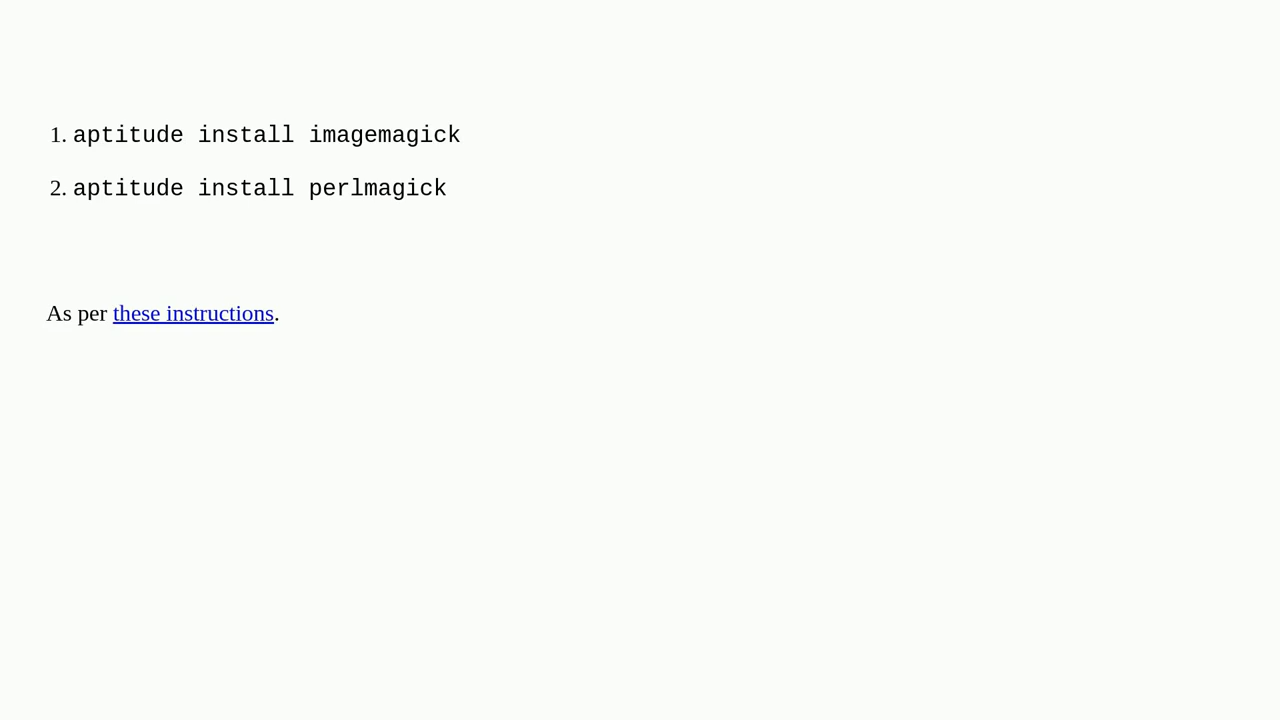 1. aptitude install imagemagick
2. aptitude install perlmagick
As per these instructions.